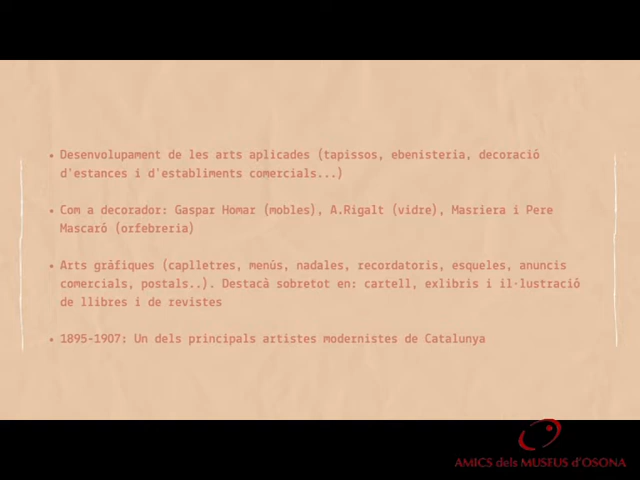 • Desenvolupament de les arts aplicades (tapissos, ebenisteria, decoració
d'estances i d'establiments comercials...)
• Com a decorador: Gaspar Homar (mobles), A.Rigalt (vidre), Masriera i Pere
Mascaró (orfebreria)
• Arts gràfiques (caplletres, menús, nadales, recordatoris, esqueles, anuncis
comercials, postals..). Destacà sobretot en: cartell, exlibris i il·lustració
de llibres i de revistes
• 1895-1907: Un dels principals artistes modernistes de Catalunya
AMICS dels MUSEUS d'OSONA